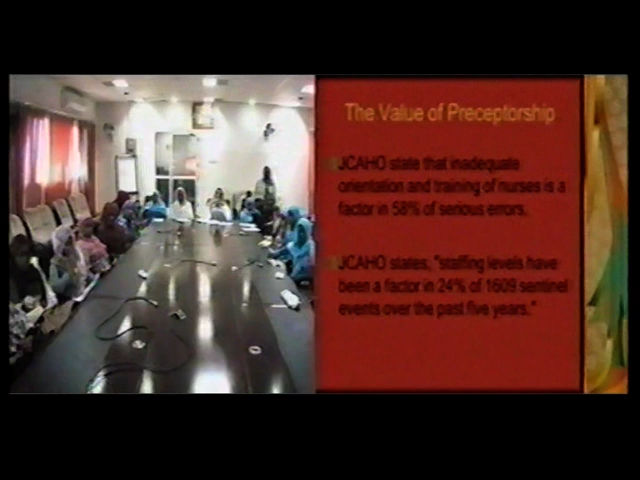 The Value of Preceptorship
JCAHO state that inadequate
orientation and training of nurses is a
factor in 58% of serious errors.
JCAHO states, "staffing levels have
been a factor in 24% of 1609 sentinel
events over the past five years."